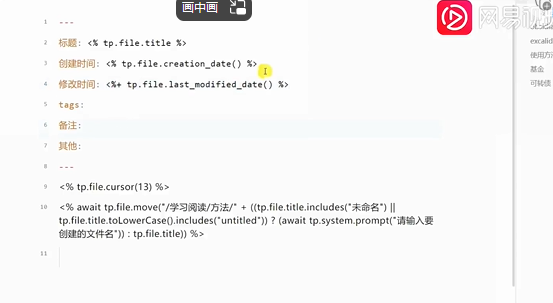 画中画
网易
1 ---
2 标题: <% tp.file.title %>
3 创建时间: <% tp.file.creation_date() %>
4 修改时间: <%+ tp.file.last_modified_date() %>
5 tags:
6 备注:
7 其他:
8 ---
9 <% tp.file.cursor(13) %>
10 <% await tp.file.move("/学习阅读/方法/" + ((tp.file.title.includes("未命名") ||
tp.file.title.toLowerCase().includes("untitled")) ? (await tp.system.prompt("请输入要
创建的文件名")) : tp.file.title)) %>
11
excalid
使用方
基金
可转债